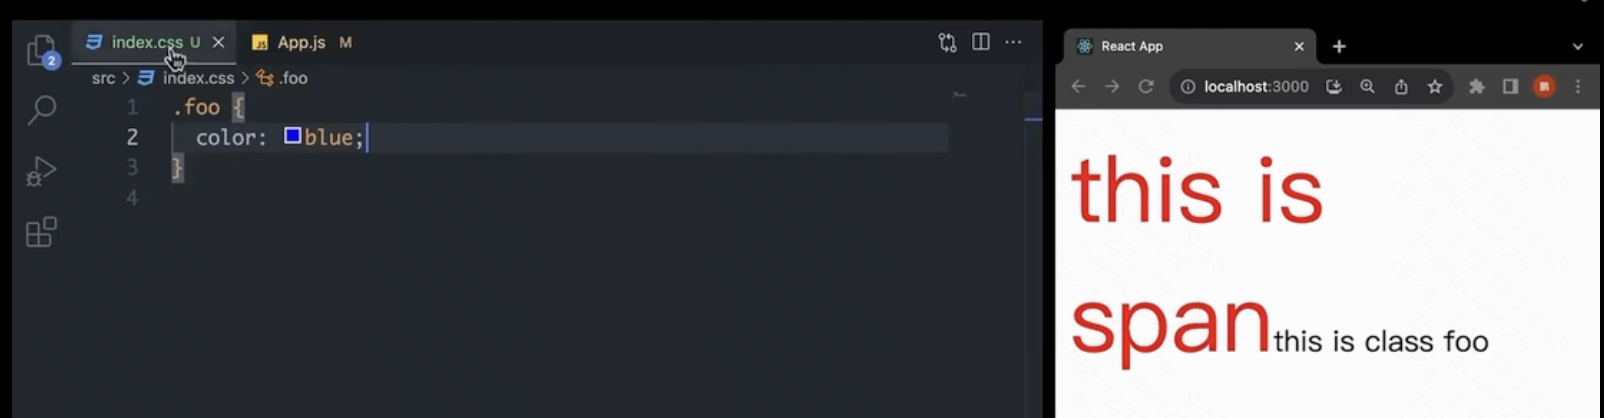 index.css U
App.js M
2
src > index.css > .foo
1 .foo {
2 color: blue;
3 }
4
React App
localhost:3000
this is
span this is class foo